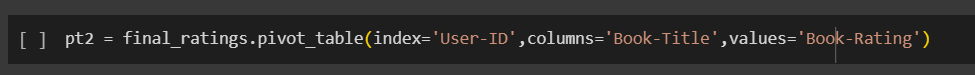 [ ] pt2 = final_ratings.pivot_table(index='User-ID',columns='Book-Title',values='Book-Rating')